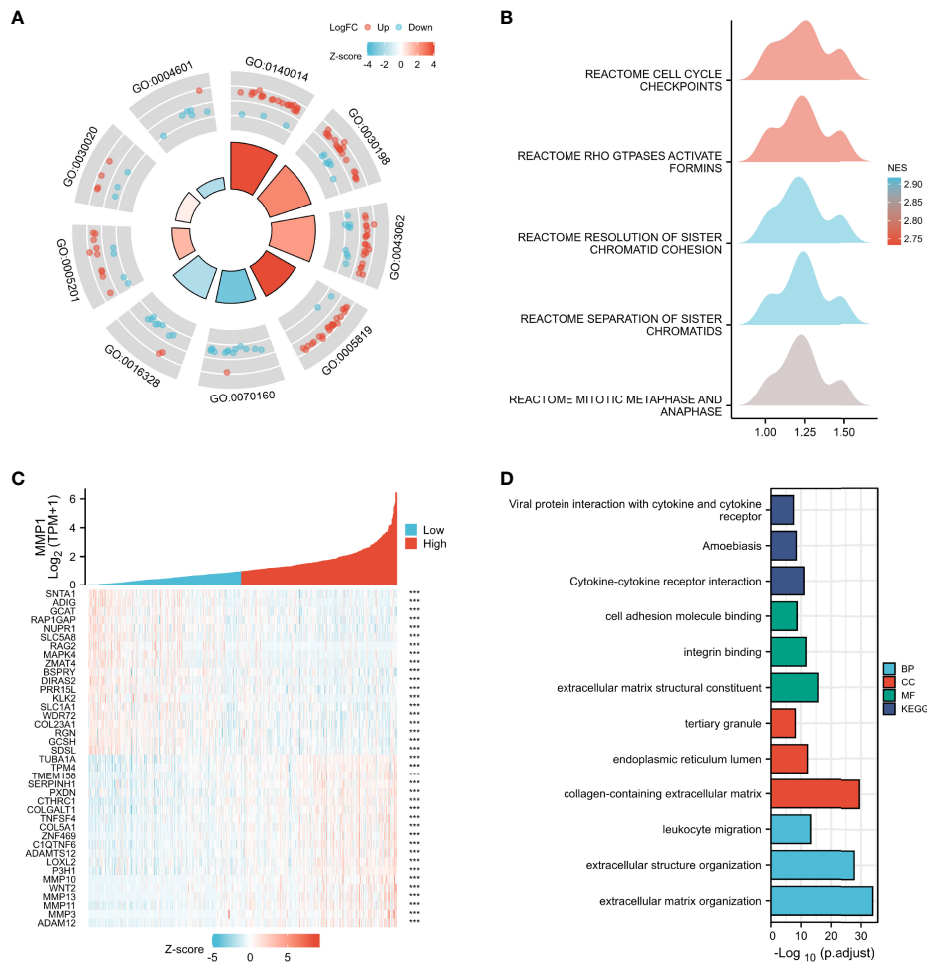 A
LogFC Up Down
Z-score
-4 -2 0 2 4
GO:0140014
GO:0030198
GO:0043062
GO:0005819
GO:0070160
GO:0016328
GO:0005201
GO:0030020
GO:0004601
B
REACTOME CELL CYCLE
CHECKPOINTS
REACTOME RHO GTPASES ACTIVATE
FORMINS
REACTOME RESOLUTION OF SISTER
CHROMATID COHESION
REACTOME SEPARATION OF SISTER
CHROMATIDS
REACTOME MITOTIC METAPHASE AND
ANAPHASE
1.00 1.25 1.50
NES
2.90
2.85
2.80
2.75
C
MMP1
Log2 (TPM+1)
6
4
2
0
Low
High
SNTA1 ***
ADIG ***
GCAT ***
RAP1GAP ***
NUPR1 ***
SLC5A8 ***
RAG2 ***
MAPK4 ***
ZMAT4 ***
BSPRY ***
DIRAS2 ***
PRR15L ***
KLK2 ***
SLC1A1 ***
WDR72 ***
COL23A1 ***
RGN ***
GCSH ***
SDSL ***
TUBA1A ***
TPM4 ***
TMEM158 ***
SERPINH1 ***
PXDN ***
CTHRC1 ***
COLGALT1 ***
TNFSF4 ***
COL5A1 ***
ZNF469 ***
C1QTNF6 ***
ADAMTS12 ***
LOXL2 ***
P3H1 ***
MMP10 ***
WNT2 ***
MMP13 ***
MMP11 ***
MMP3 ***
ADAM12 ***
Z-score
-5 0 5
D
Viral protein interaction with cytokine and cytokine
receptor
Amoebiasis
Cytokine-cytokine receptor interaction
cell adhesion molecule binding
integrin binding
extracellular matrix structural constituent
tertiary granule
endoplasmic reticulum lumen
collagen-containing extracellular matrix
leukocyte migration
extracellular structure organization
extracellular matrix organization
0 10 20 30
-Log 10 (p.adjust)
BP
CC
MF
KEGG